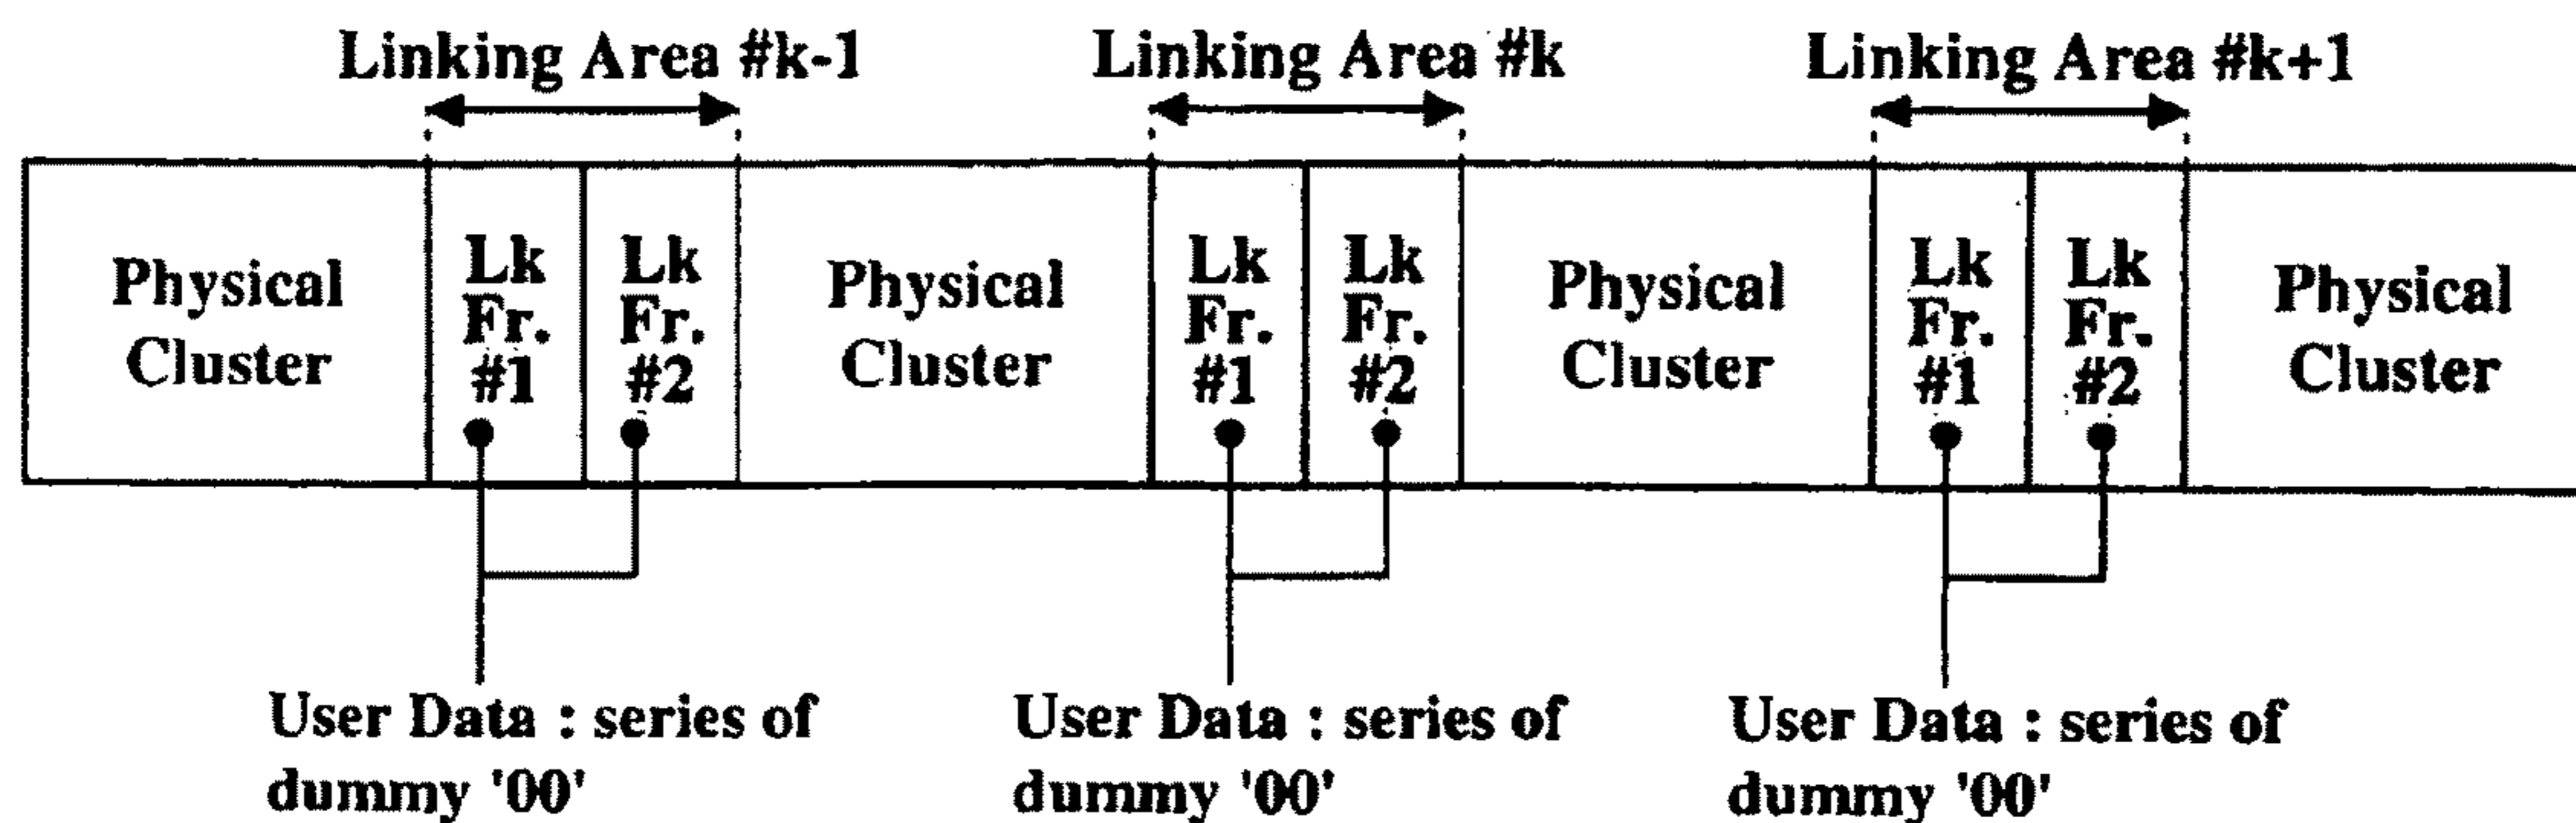 Linking Area #k-1
Linking Area #k
Linking Area #k+1
Physical
Cluster
Lk
Fr.
#1
Lk
Fr.
#2
Physical
Cluster
Lk
Fr.
#1
Lk
Fr.
#2
Physical
Cluster
Lk
Fr.
#1
Lk
Fr.
#2
Physical
Cluster
User Data : series of
dummy '00'
User Data : series of
dummy '00'
User Data : series of
dummy '00'